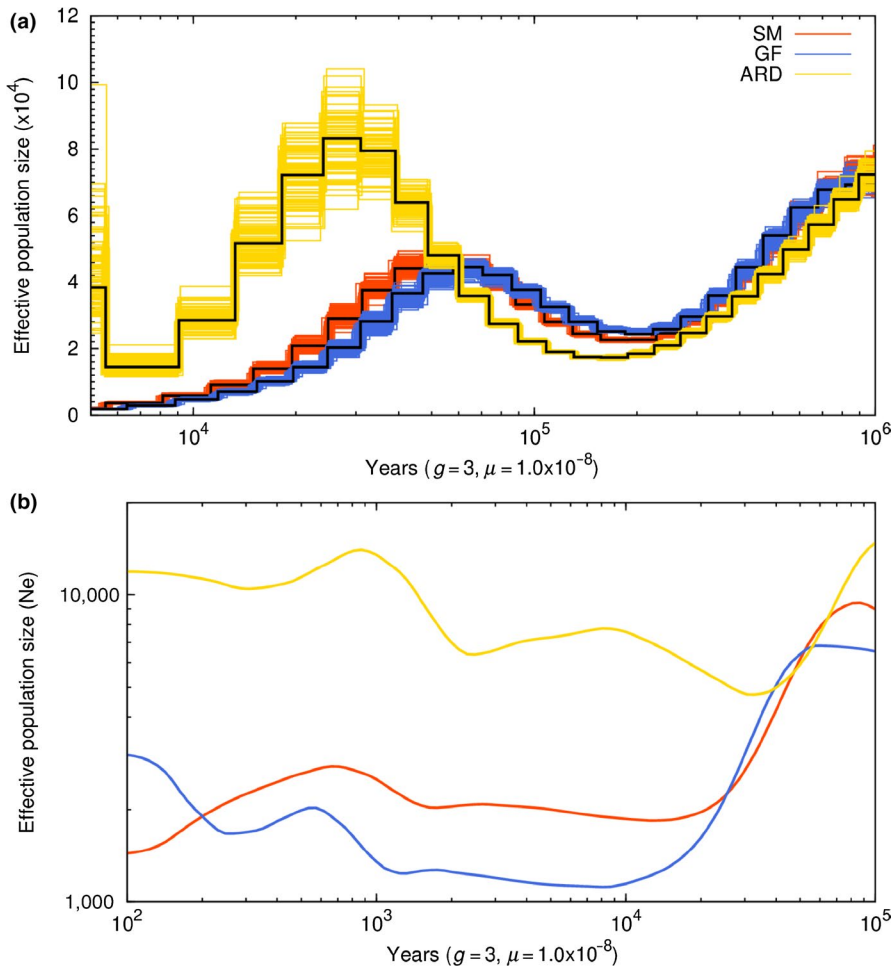 (a)
12
10
8
6
4
2
0
Effective population size (x10⁴)
SM
GF
ARD
10⁴
10⁵
10⁶
Years (g = 3, μ = 1.0x10⁻⁸)
(b)
10,000
1,000
Effective population size (Ne)
10²
10³
10⁴
10⁵
Years (g = 3, μ = 1.0x10⁻⁸)